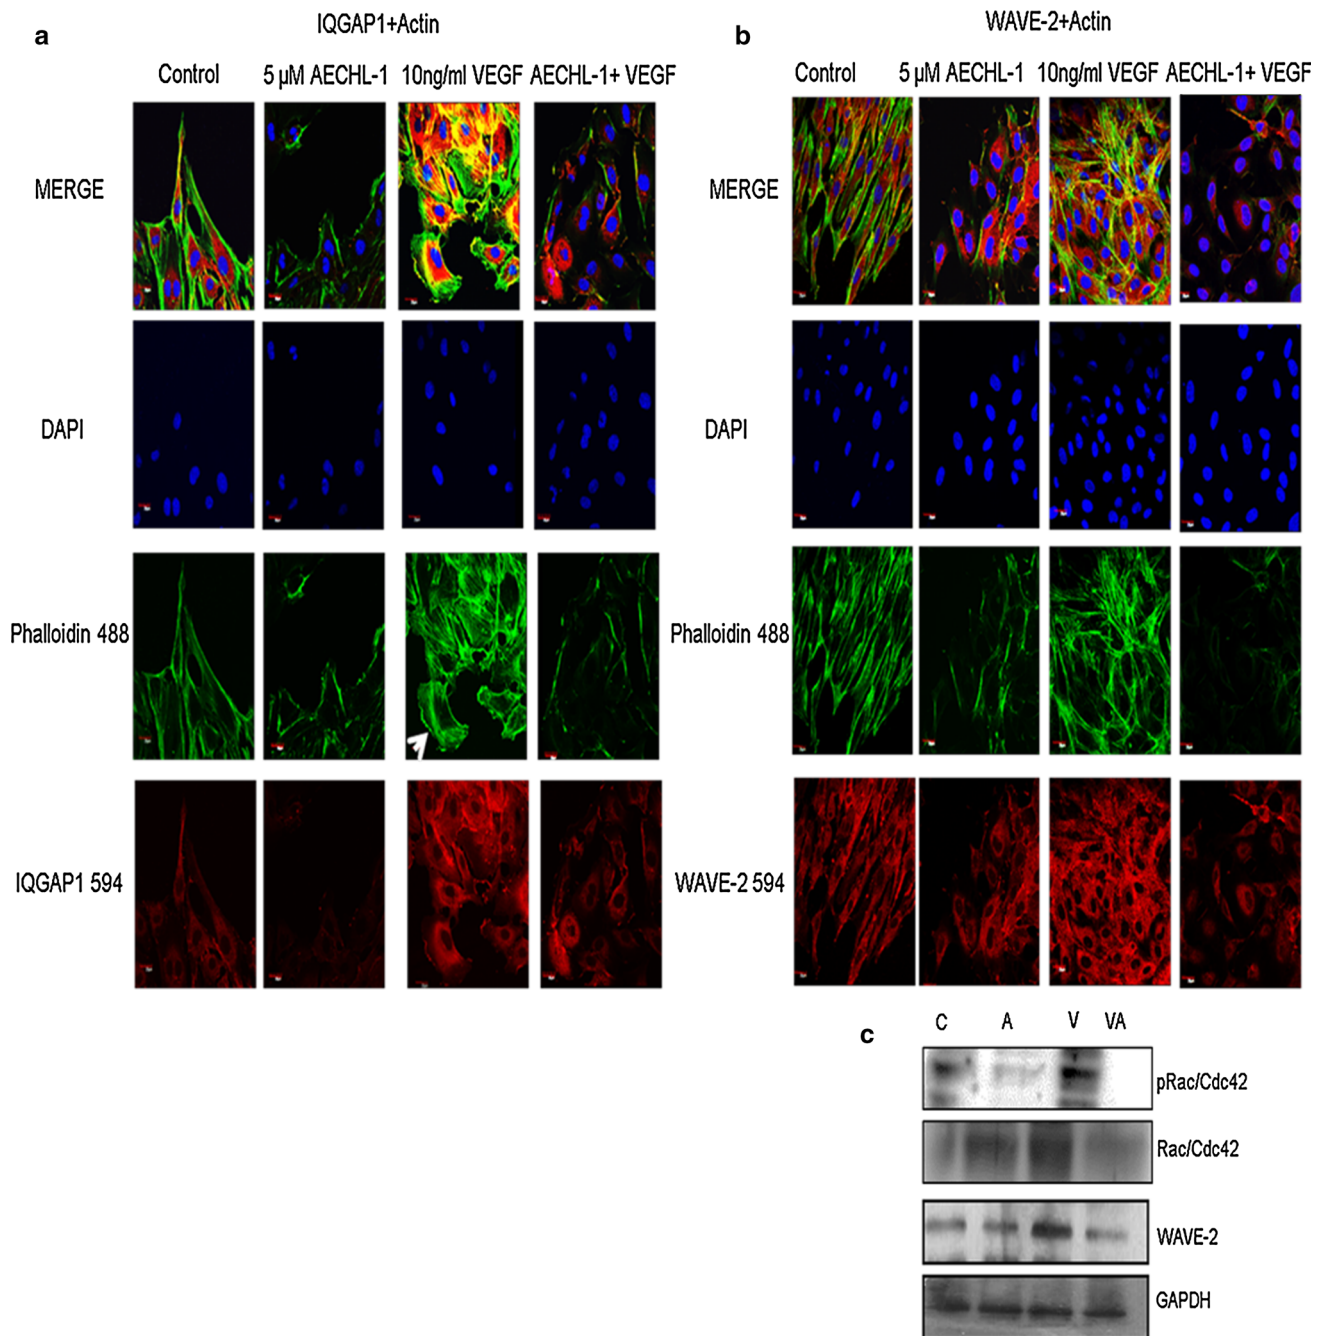 a
IQGAP1+Actin
Control 5 µM AECHL-1 10ng/ml VEGF AECHL-1+ VEGF
MERGE
DAPI
Phalloidin 488
IQGAP1 594
b
WAVE-2+Actin
Control 5 µM AECHL-1 10ng/ml VEGF AECHL-1+ VEGF
MERGE
DAPI
Phalloidin 488
WAVE-2 594
c
C A V VA
pRac/Cdc42
Rac/Cdc42
WAVE-2
GAPDH